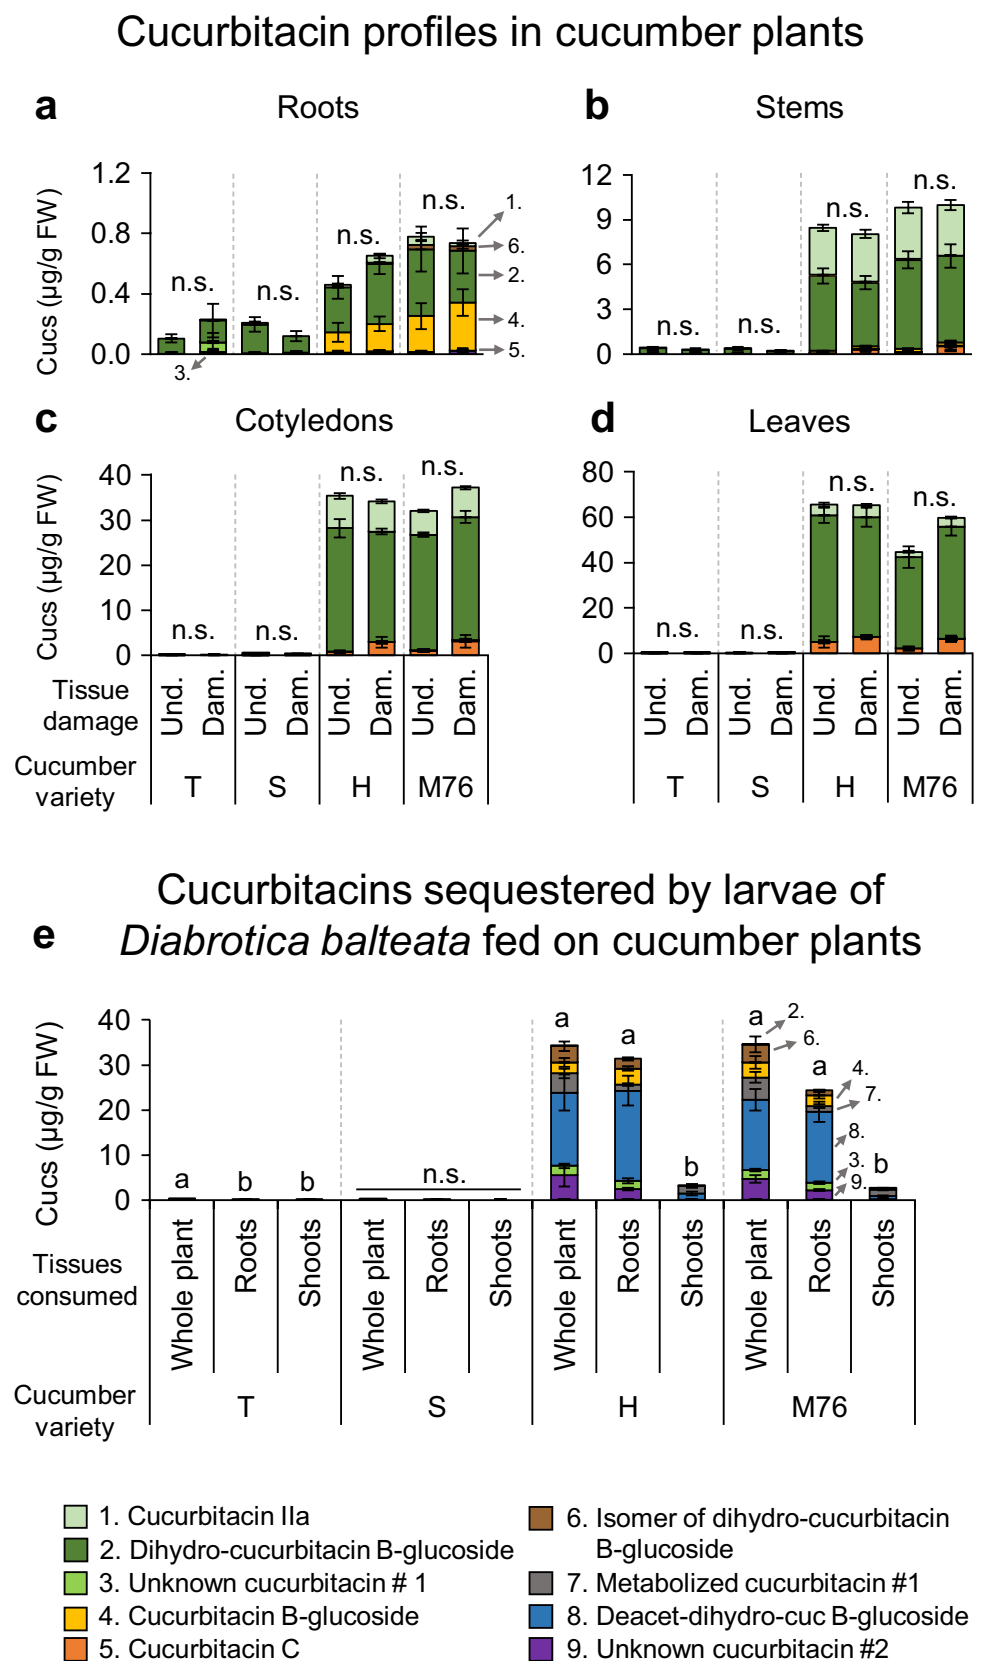 Cucurbitacin profiles in cucumber plants
a
Roots
b
Stems
Cucs (µg/g FW)
1.2
0.8
0.4
0.0
n.s.
n.s.
n.s.
n.s.
1.
6.
2.
4.
5.
3.
12
9
6
3
0
n.s.
n.s.
n.s.
n.s.
c
Cotyledons
d
Leaves
Cucs (µg/g FW)
40
30
20
10
0
n.s.
n.s.
n.s.
n.s.
80
60
40
20
0
n.s.
n.s.
n.s.
n.s.
Tissue
damage
Und.
Dam.
Und.
Dam.
Und.
Dam.
Und.
Dam.
Und.
Dam.
Und.
Dam.
Und.
Dam.
Und.
Dam.
Cucumber
variety
T
S
H
M76
T
S
H
M76
Cucurbitacins sequestered by larvae of
e
Diabrotica balteata fed on cucumber plants
Cucs (µg/g FW)
40
30
20
10
0
a
b
b
n.s.
a
a
b
a
a
b
2.
6.
4.
7.
8.
3.
9.
Tissues
consumed
Whole plant
Roots
Shoots
Whole plant
Roots
Shoots
Whole plant
Roots
Shoots
Whole plant
Roots
Shoots
Cucumber
variety
T
S
H
M76
1. Cucurbitacin IIa
2. Dihydro-cucurbitacin B-glucoside
3. Unknown cucurbitacin # 1
4. Cucurbitacin B-glucoside
5. Cucurbitacin C
6. Isomer of dihydro-cucurbitacin
B-glucoside
7. Metabolized cucurbitacin #1
8. Deacet-dihydro-cuc B-glucoside
9. Unknown cucurbitacin #2